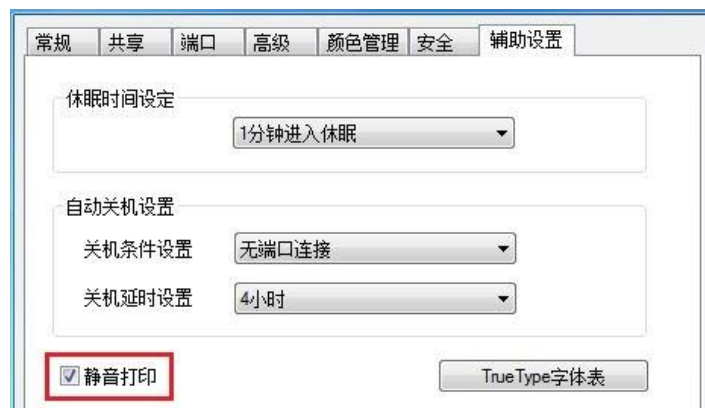 常规 共享 端口 高级 颜色管理 安全 辅助设置
休眠时间设定
1分钟进入休眠
自动关机设置
关机条件设置 无端口连接
关机延时设置 4小时
静音打印 TrueType字体表